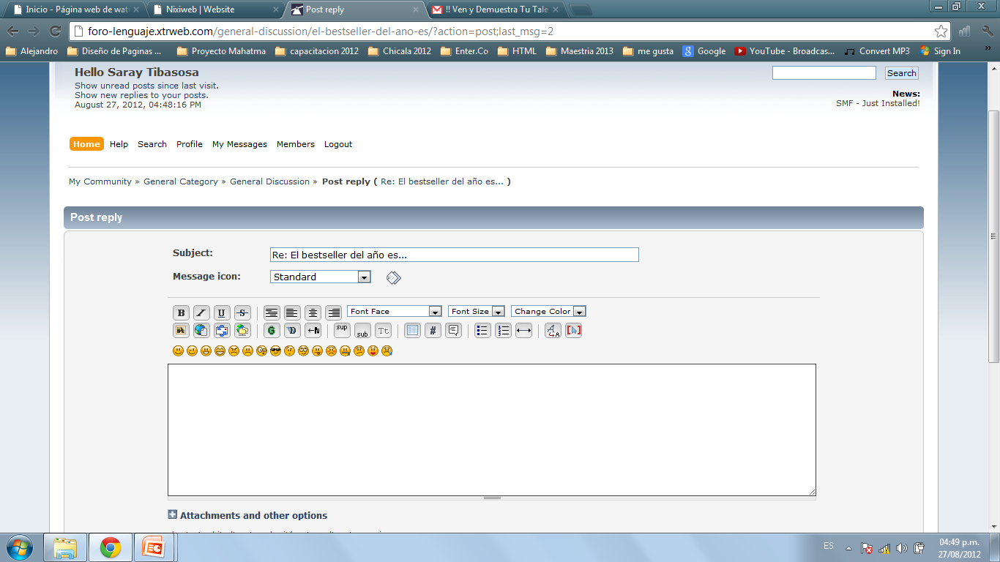 Inicio - Página web de wat
Nixiweb | Website
Post reply
!! Ven y Demuestra Tu Tale
foro-lenguaje.xtrweb.com/general-discussion/el-bestseller-del-ano-es/?action=post;last_msg=2
Alejandro
Diseño de Paginas ...
Proyecto Mahatma
capacitacion 2012
Chicala 2012
Enter.Co
HTML
Maestria 2013
me gusta
Google
YouTube - Broadcas...
Convert MP3
Sign In
»
Hello Saray Tibasosa
Show unread posts since last visit.
Show new replies to your posts.
August 27, 2012, 04:48:16 PM
Search
News:
SMF - Just Installed!
Home Help Search Profile My Messages Members Logout
My Community » General Category » General Discussion » Post reply ( Re: El bestseller del año es... )
Post reply
Subject: Re: El bestseller del año es...
Message icon: Standard
B I U S Font Face Font Size Change Color
G D N sup sub Tt # A A
Attachments and other options
ES
04:49 p.m.
27/08/2012